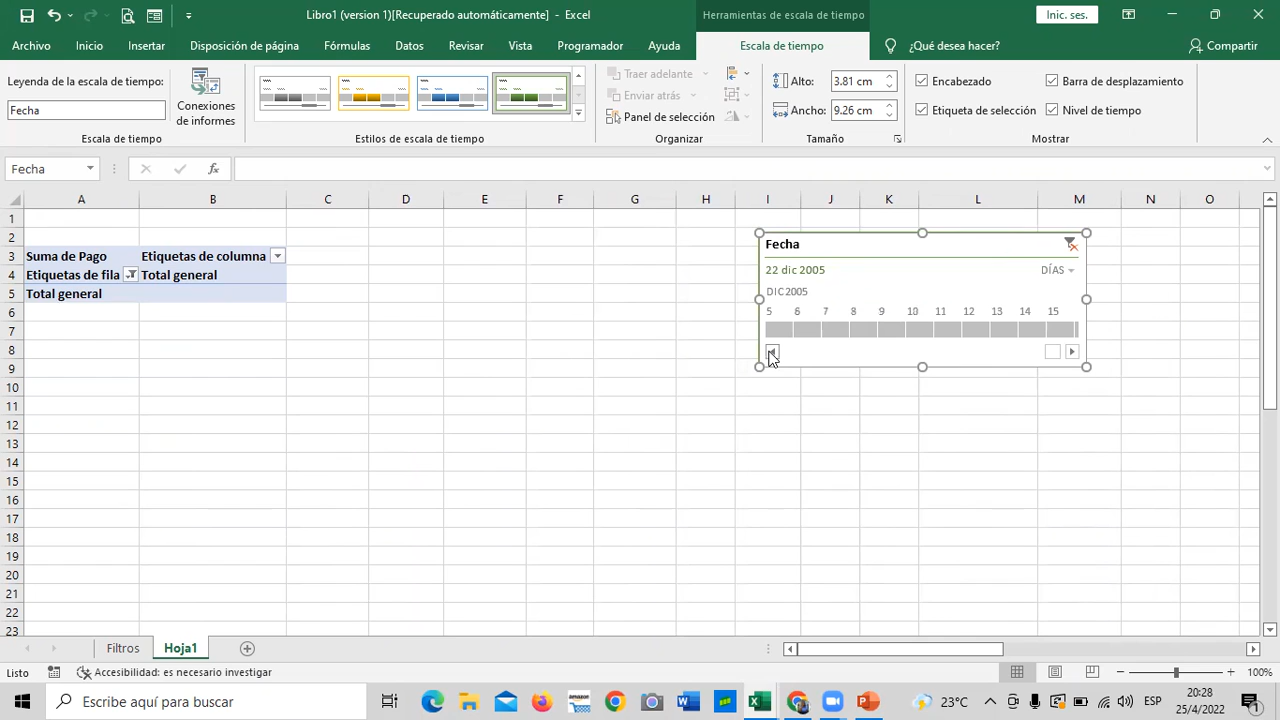 Libro1 (version 1)[Recuperado automáticamente] - Excel
Herramientas de escala de tiempo
Inic. ses.
Archivo Inicio Insertar Disposición de página Fórmulas Datos Revisar Vista Programador Ayuda Escala de tiempo ¿Qué desea hacer? Compartir
Leyenda de la escala de tiempo:
Fecha
Conexiones
de informes
Escala de tiempo
Estilos de escala de tiempo
Traer adelante
Enviar atrás
Panel de selección
Organizar
Alto: 3.81 cm
Ancho: 9.26 cm
Tamaño
Encabezado
Barra de desplazamiento
Etiqueta de selección
Nivel de tiempo
Mostrar
Fecha
fx
A B C D E F G H I J K L M N O
1
2
3 Suma de Pago Etiquetas de columna
4 Etiquetas de fila Total general
5 Total general
6
7
8
9
10
11
12
13
14
15
16
17
18
19
20
21
22
23
Fecha
22 dic 2005 DÍAS
DIC 2005
5 6 7 8 9 10 11 12 13 14 15
Filtros Hoja1
Listo Accesibilidad: es necesario investigar 100%
Escribe aquí para buscar
amazon
23°C
ESP
20:28
25/4/2022
1